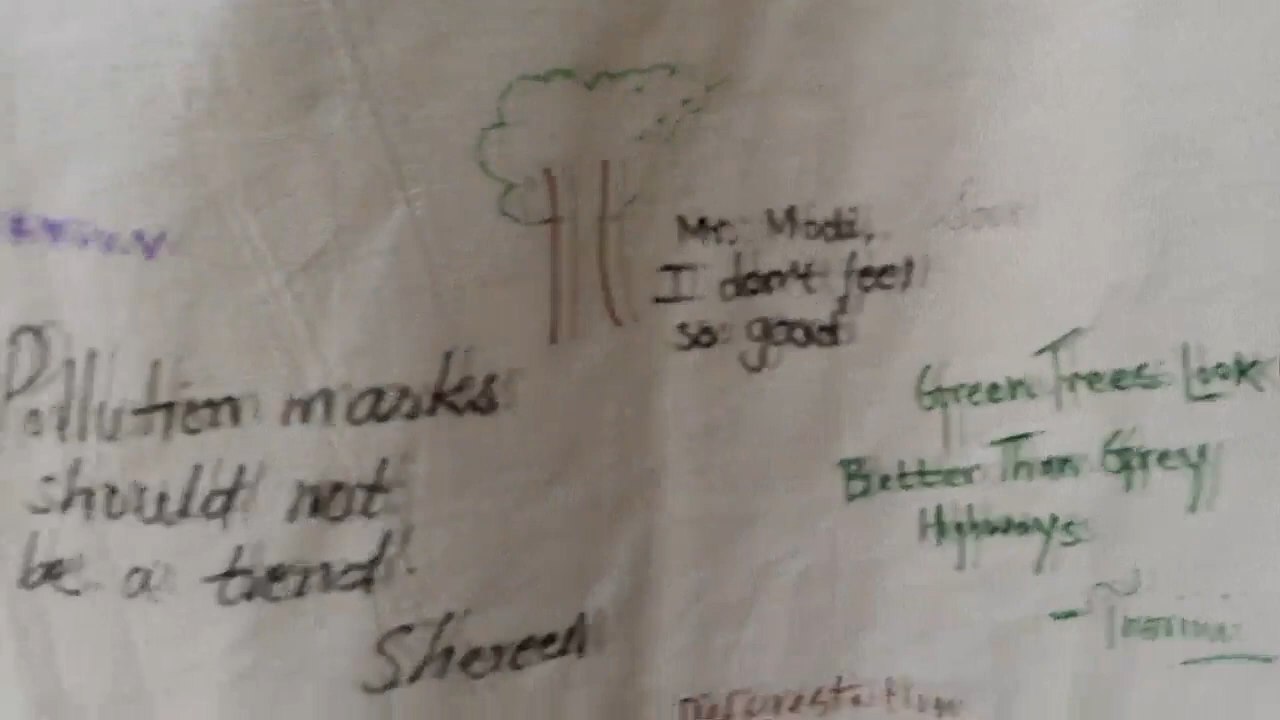 Mr. Modi,
I don't feel
so good
Pollution masks
should not
be a trend!
Shereen
Green Trees Look
Better Than Grey
Highways
Deforestation